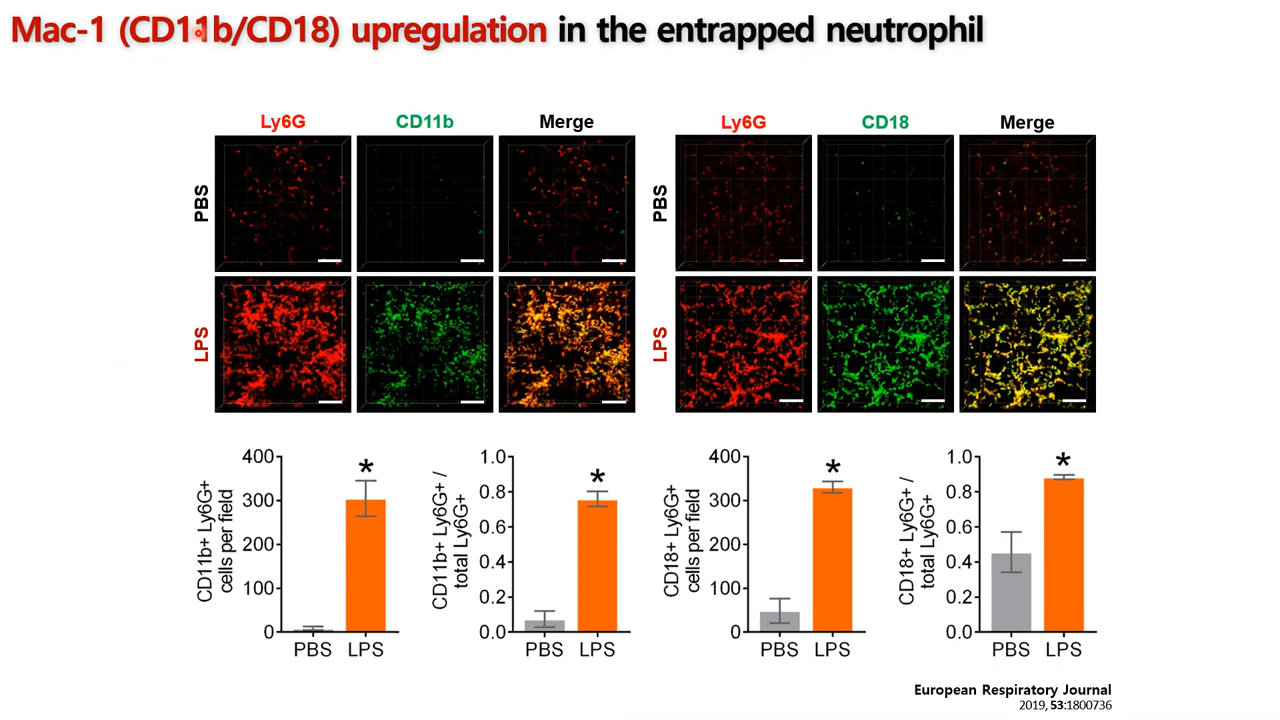 Mac-1 (CD11b/CD18) upregulation in the entrapped neutrophil
Ly6G CD11b Merge
PBS
LPS
Ly6G CD18 Merge
PBS
LPS
CD11b+ Ly6G+
cells per field
400
300
200
100
0
*
PBS LPS
CD11b+ Ly6G+ /
total Ly6G+
1.0
0.8
0.6
0.4
0.2
0.0
*
PBS LPS
CD18+ Ly6G+
cells per field
400
300
200
100
0
*
PBS LPS
CD18+ Ly6G+ /
total Ly6G+
1.0
0.8
0.6
0.4
0.2
0.0
*
PBS LPS
European Respiratory Journal
2019, 53:1800736